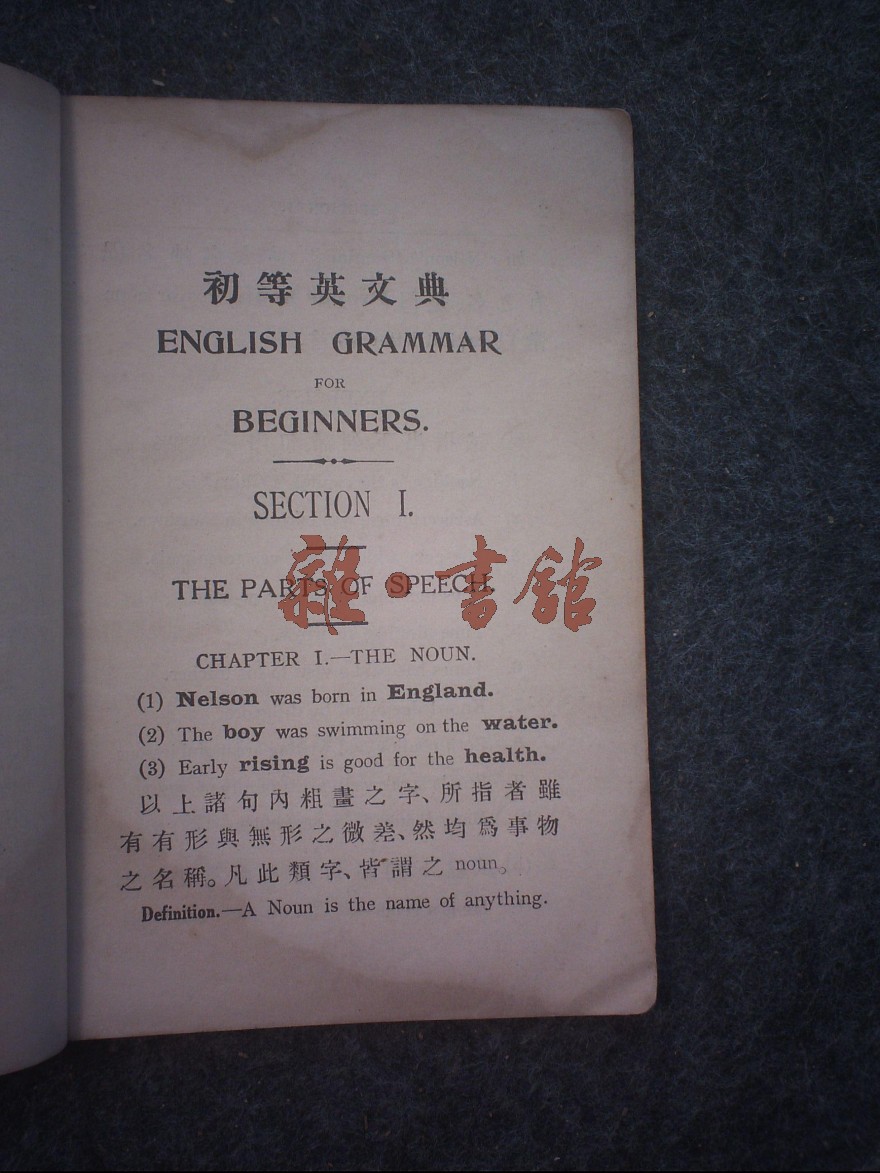 初等英文典
ENGLISH GRAMMAR
FOR
BEGINNERS.
SECTION I.
THE PARTS OF SPEECH.
雜·書館
CHAPTER I.—THE NOUN.
(1) Nelson was born in England.
(2) The boy was swimming on the water.
(3) Early rising is good for the health.
以上諸句內粗畫之字、所指者雖
有有形與無形之微差、然均爲事物
之名稱。凡此類字、皆謂之 noun。
Definition.—A Noun is the name of anything.